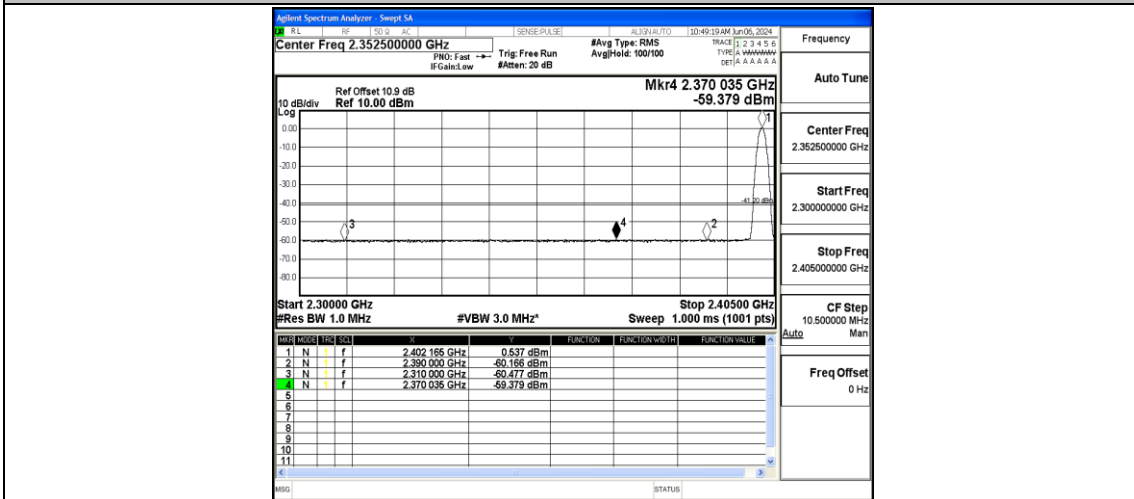 Agilent Spectrum Analyzer - Swept SA
RL RF 50 Ω AC SENSE:PULSE ALIGN AUTO 10:49:19 AM Jun 06, 2024
Center Freq 2.352500000 GHz
PNO: Fast
IFGain:Low
Trig: Free Run
#Atten: 20 dB
#Avg Type: RMS
Avg|Hold: 100/100
TRACE 1 2 3 4 5 6
TYPE A WWWWW
DET A A A A A A
Mkr4 2.370 035 GHz
-59.379 dBm
Ref Offset 10.9 dB
10 dB/div Ref 10.00 dBm
Log
0.00
-10.0
-20.0
-30.0
-40.0
-50.0
-60.0
-70.0
-80.0
1
-41.20 dBm
3
4
2
Start 2.30000 GHz Stop 2.40500 GHz
#Res BW 1.0 MHz #VBW 3.0 MHz* Sweep 1.000 ms (1001 pts)
MKR MODE TRC SCL X Y FUNCTION FUNCTION WIDTH FUNCTION VALUE
1 N 1 f 2.402 165 GHz 0.537 dBm
2 N 1 f 2.390 000 GHz -60.166 dBm
3 N 1 f 2.310 000 GHz -60.477 dBm
4 N 1 f 2.370 035 GHz -59.379 dBm
5
6
7
8
9
10
11
MSG STATUS
Frequency
Auto Tune
Center Freq
2.352500000 GHz
Start Freq
2.300000000 GHz
Stop Freq
2.405000000 GHz
CF Step
10.500000 MHz
Auto Man
Freq Offset
0 Hz